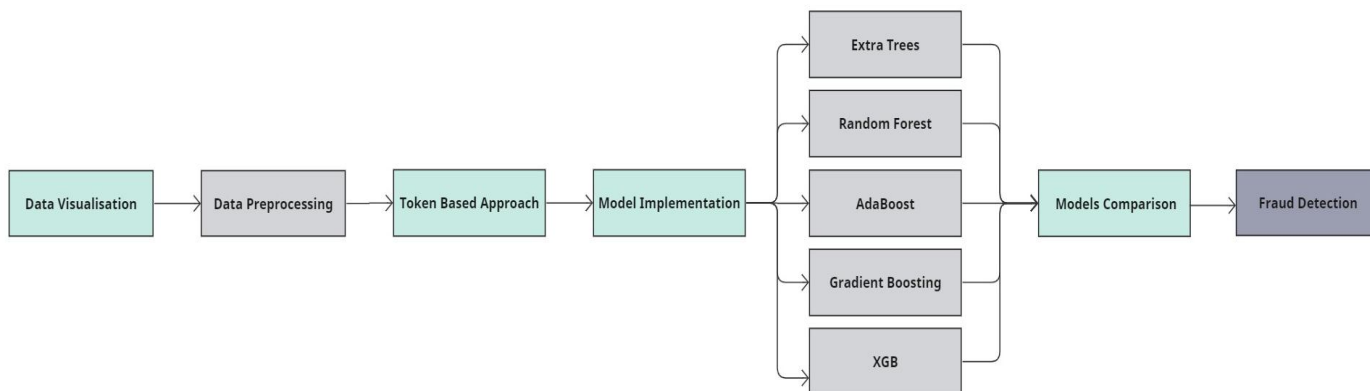 Data Visualisation
Data Preprocessing
Token Based Approach
Model Implementation
Extra Trees
Random Forest
AdaBoost
Gradient Boosting
XGB
Models Comparison
Fraud Detection